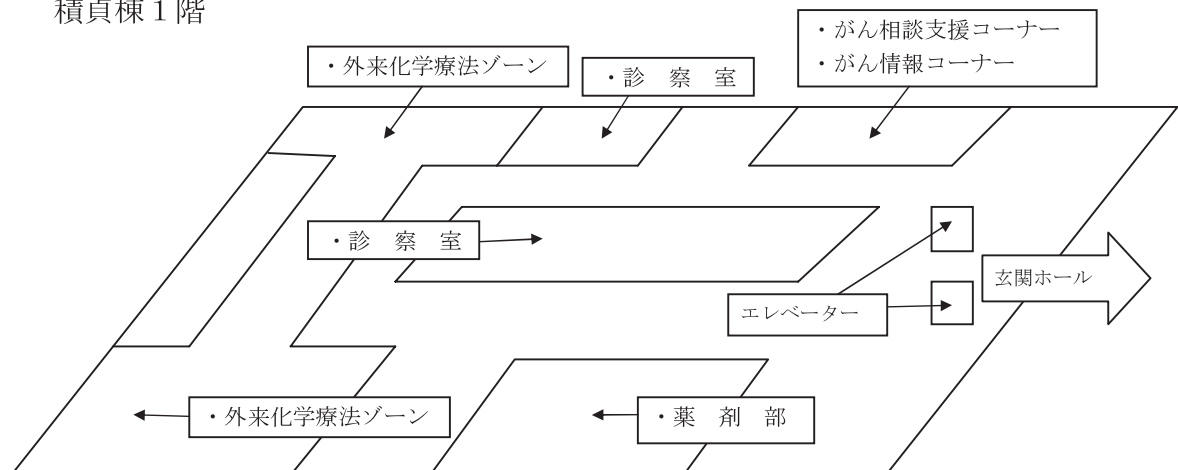 積貞棟１階
・がん相談支援コーナー
・がん情報コーナー
・外来化学療法ゾーン
・診　察　室
・診　察　室
玄関ホール
エレベーター
・外来化学療法ゾーン
・薬　剤　部